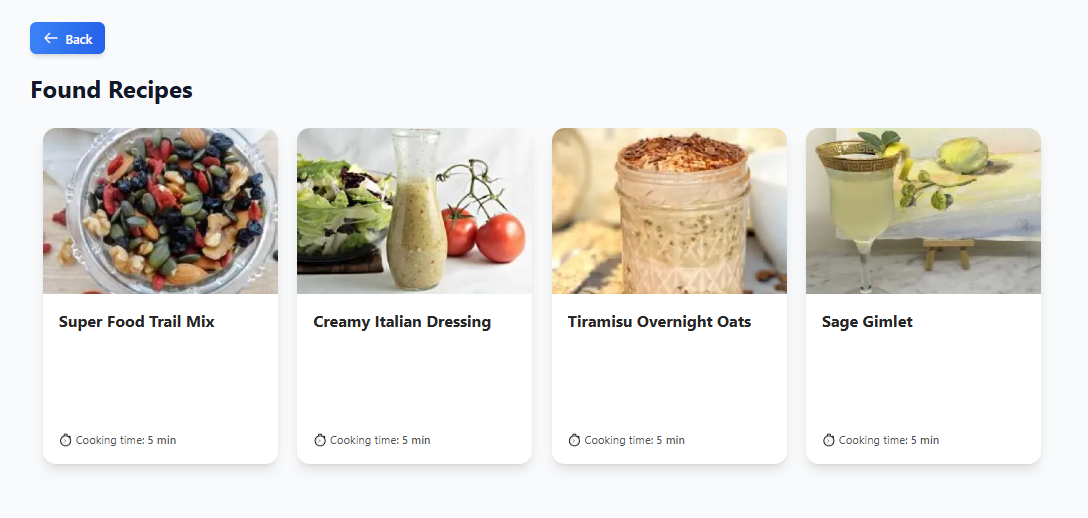 Back
Found Recipes
Super Food Trail Mix
Creamy Italian Dressing
Tiramisu Overnight Oats
Sage Gimlet
Cooking time: 5 min
Cooking time: 5 min
Cooking time: 5 min
Cooking time: 5 min